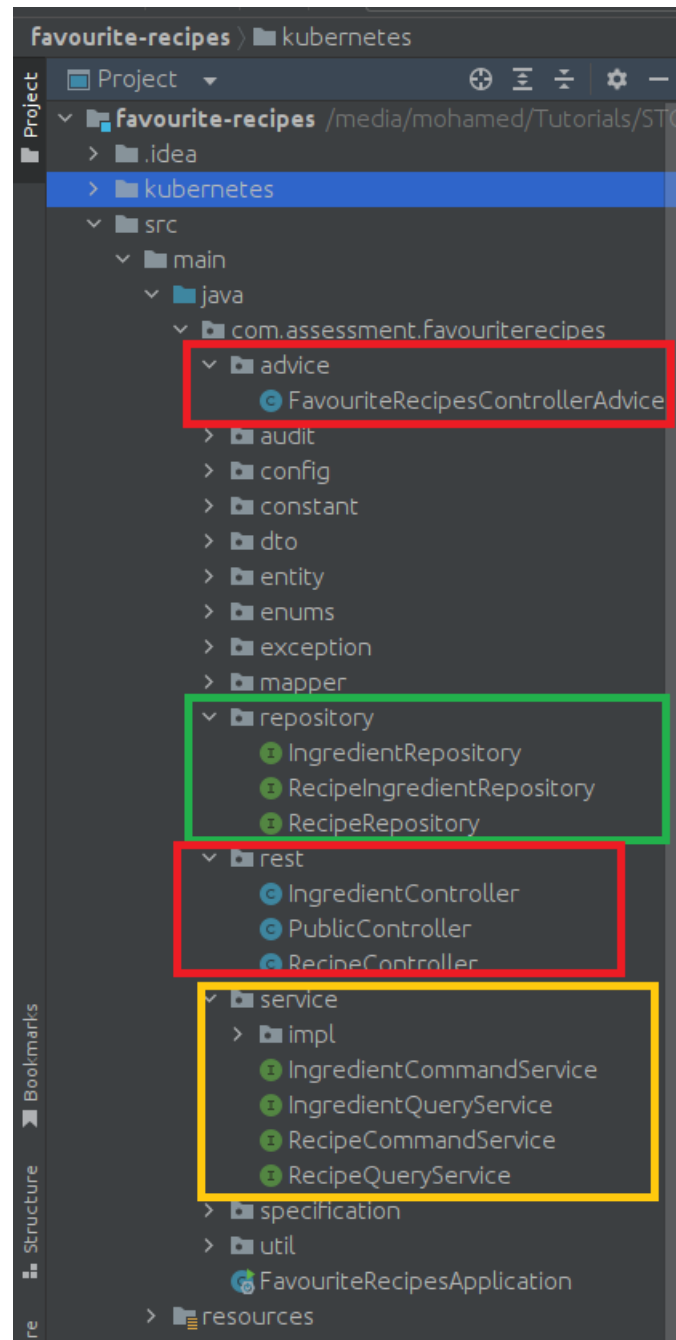 favourite-recipes kubernetes
Project
Project
favourite-recipes /media/mohamed/Tutorials/STC
.idea
kubernetes
src
main
java
com.assessment.favouriterecipes
advice
FavouriteRecipesControllerAdvice
audit
config
constant
dto
entity
enums
exception
mapper
repository
IngredientRepository
RecipeIngredientRepository
RecipeRepository
rest
IngredientController
PublicController
RecipeController
service
impl
IngredientCommandService
IngredientQueryService
RecipeCommandService
RecipeQueryService
specification
util
FavouriteRecipesApplication
resources
Bookmarks
Structure